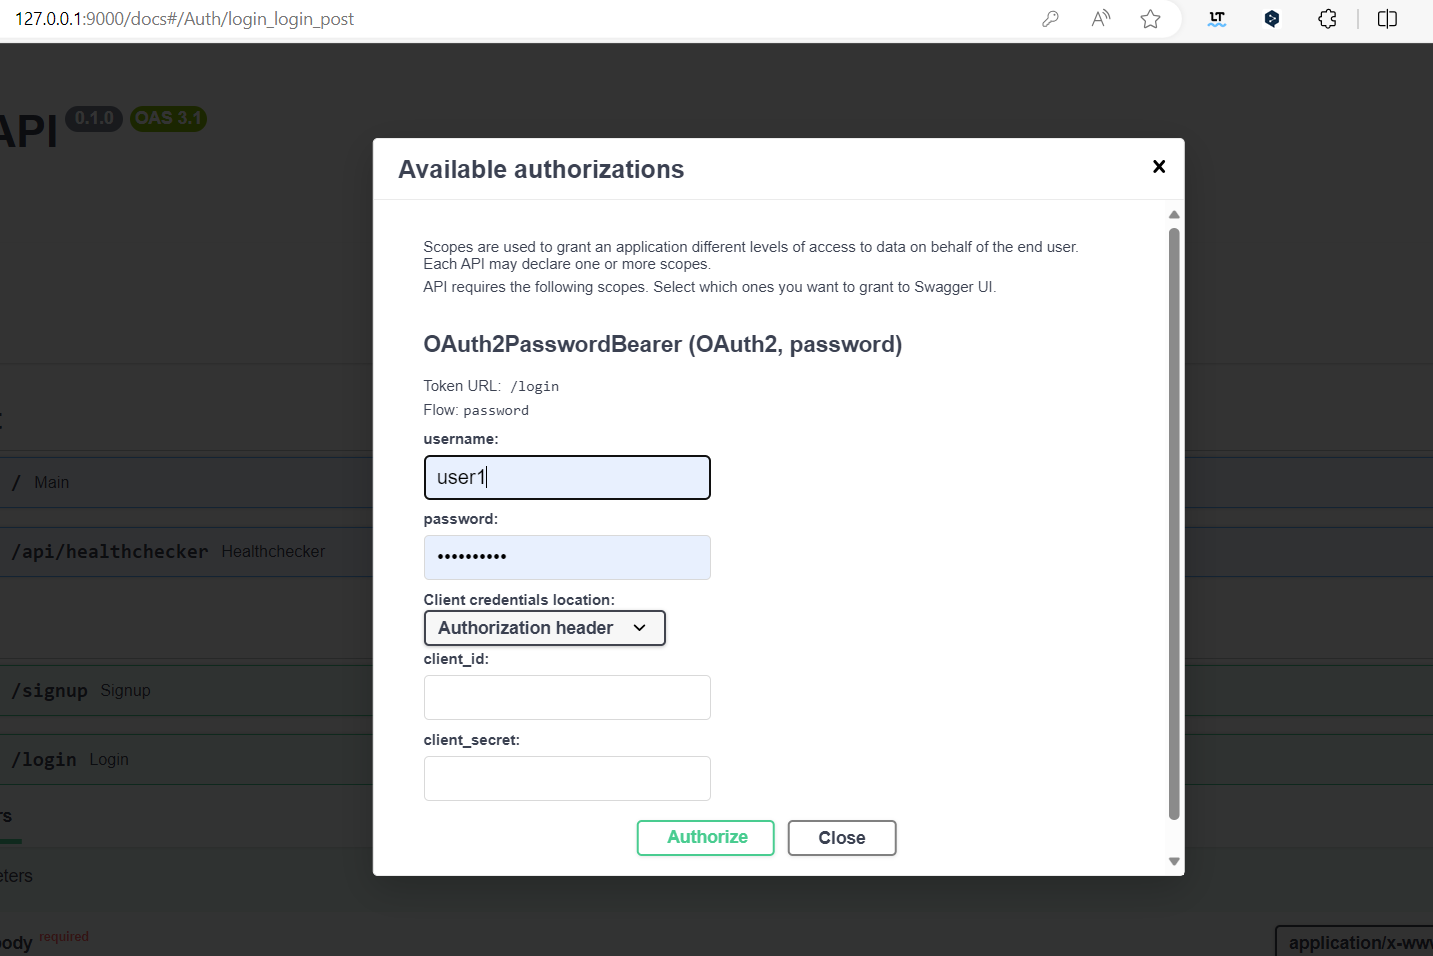 127.0.0.1:9000/docs#/Auth/login_login_post
API 0.1.0 OAS 3.1
Available authorizations
Scopes are used to grant an application different levels of access to data on behalf of the end user.
Each API may declare one or more scopes.
API requires the following scopes. Select which ones you want to grant to Swagger UI.
OAuth2PasswordBearer (OAuth2, password)
Token URL: /login
Flow: password
username:
user1
password:
••••••••••
Client credentials location:
Authorization header
client_id:
client_secret:
Authorize Close
/ Main
/api/healthchecker Healthchecker
/signup Signup
/login Login
required
application/x-www